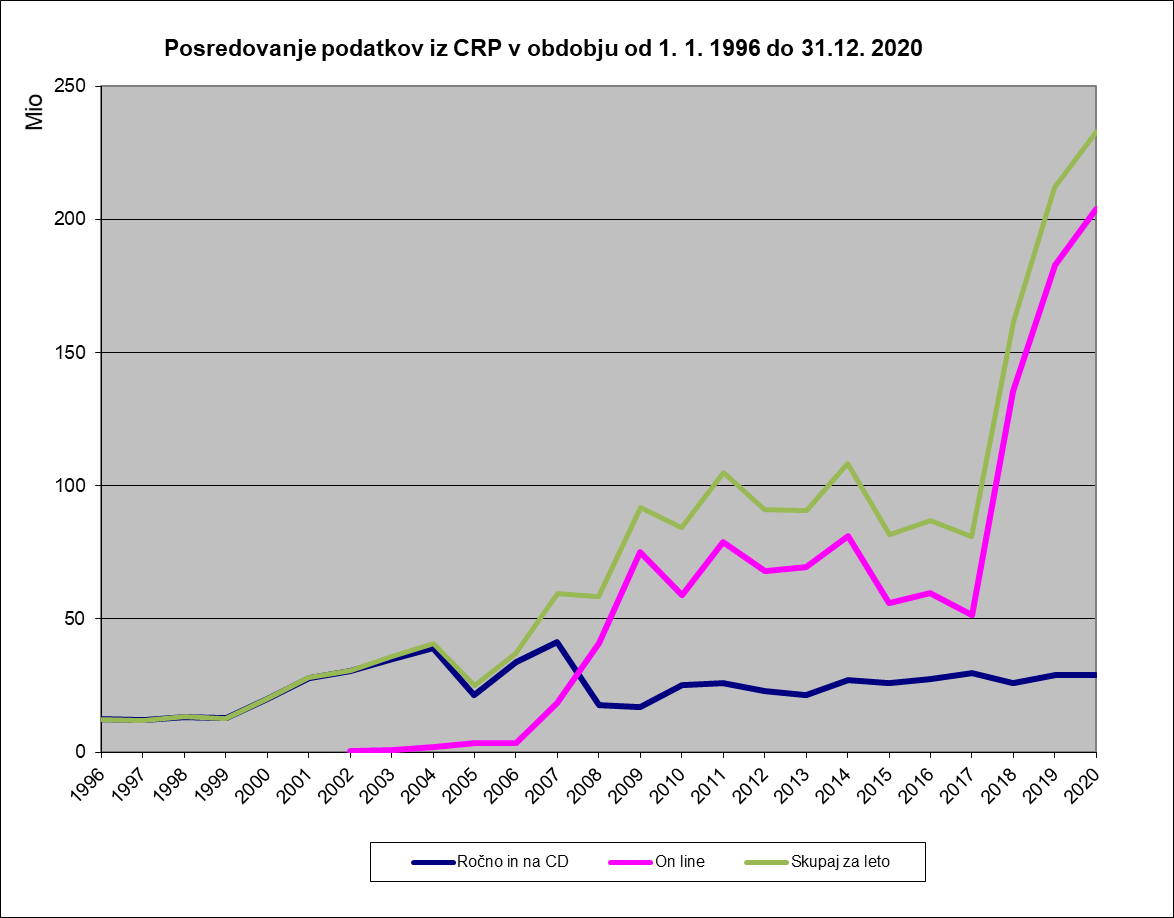 Posredovanje podatkov iz CRP v obdobju od 1. 1. 1996 do 31.12. 2020
Mio
250
200
150
100
50
0
1996 1997 1998 1999 2000 2001 2002 2003 2004 2005 2006 2007 2008 2009 2010 2011 2012 2013 2014 2015 2016 2017 2018 2019 2020
Ročno in na CD On line Skupaj za leto